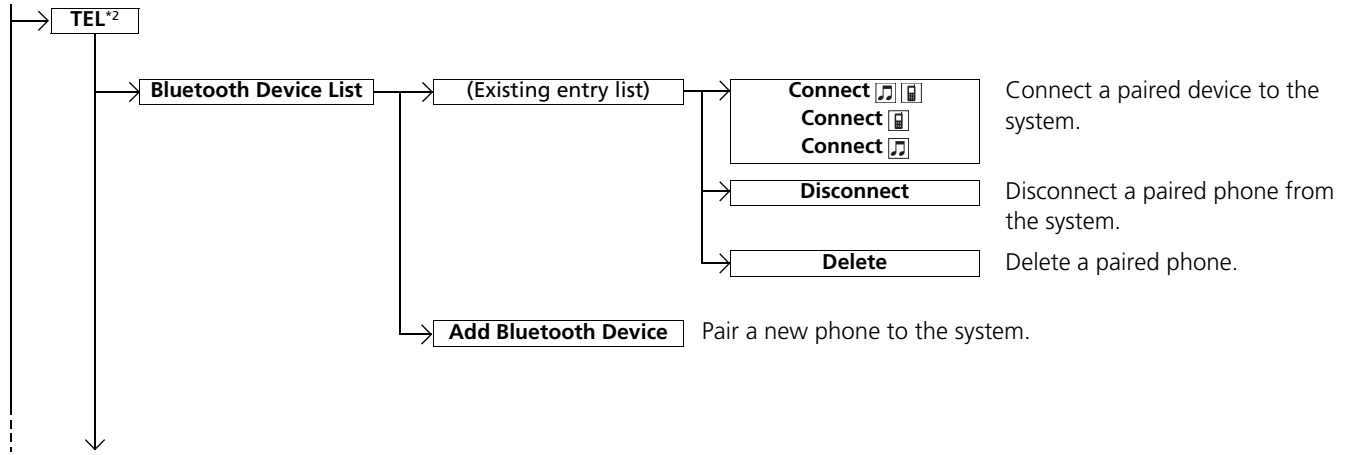 TEL*2
Bluetooth Device List
(Existing entry list)
Connect
Connect
Connect
Connect a paired device to the
system.
Disconnect
Disconnect a paired phone from
the system.
Delete
Delete a paired phone.
Add Bluetooth Device
Pair a new phone to the system.